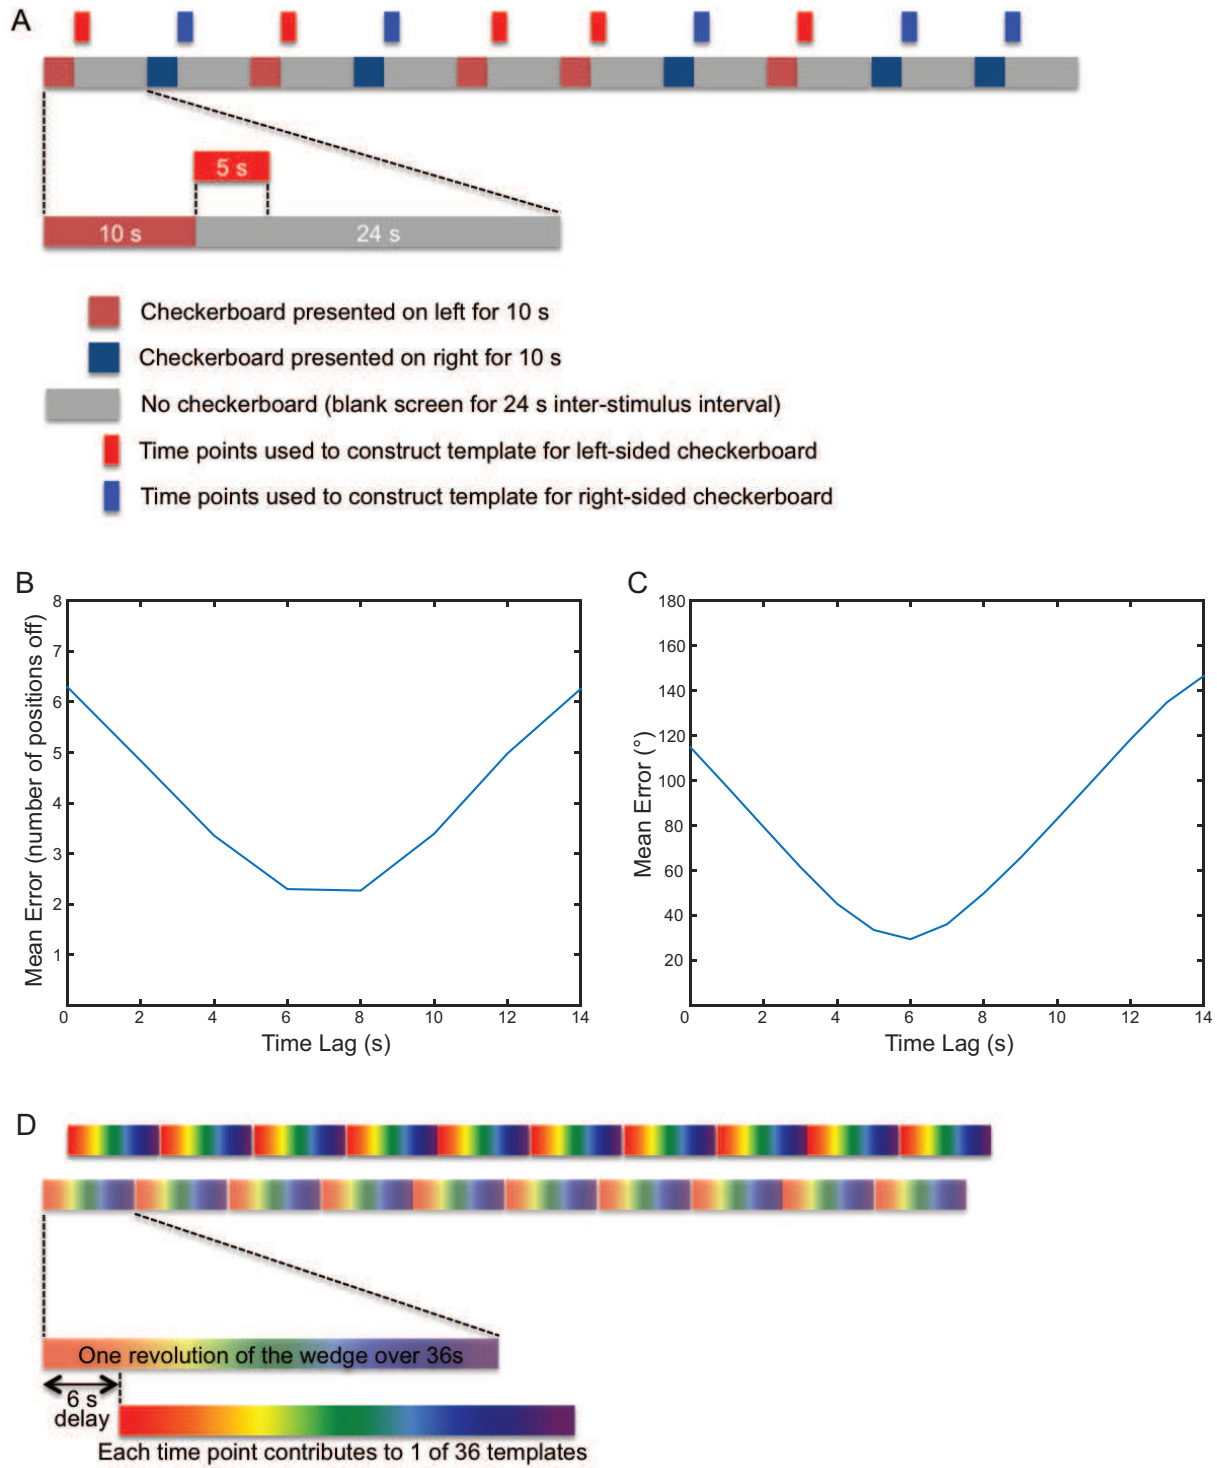 A
5 s
10 s
24 s
Checkerboard presented on left for 10 s
Checkerboard presented on right for 10 s
No checkerboard (blank screen for 24 s inter-stimulus interval)
Time points used to construct template for left-sided checkerboard
Time points used to construct template for right-sided checkerboard
B
8
7
6
5
4
3
2
1
0 2 4 6 8 10 12 14
Mean Error (number of positions off)
Time Lag (s)
C
180
160
140
120
100
80
60
40
20
0 2 4 6 8 10 12 14
Mean Error (°)
Time Lag (s)
D
One revolution of the wedge over 36s
6 s
delay
Each time point contributes to 1 of 36 templates